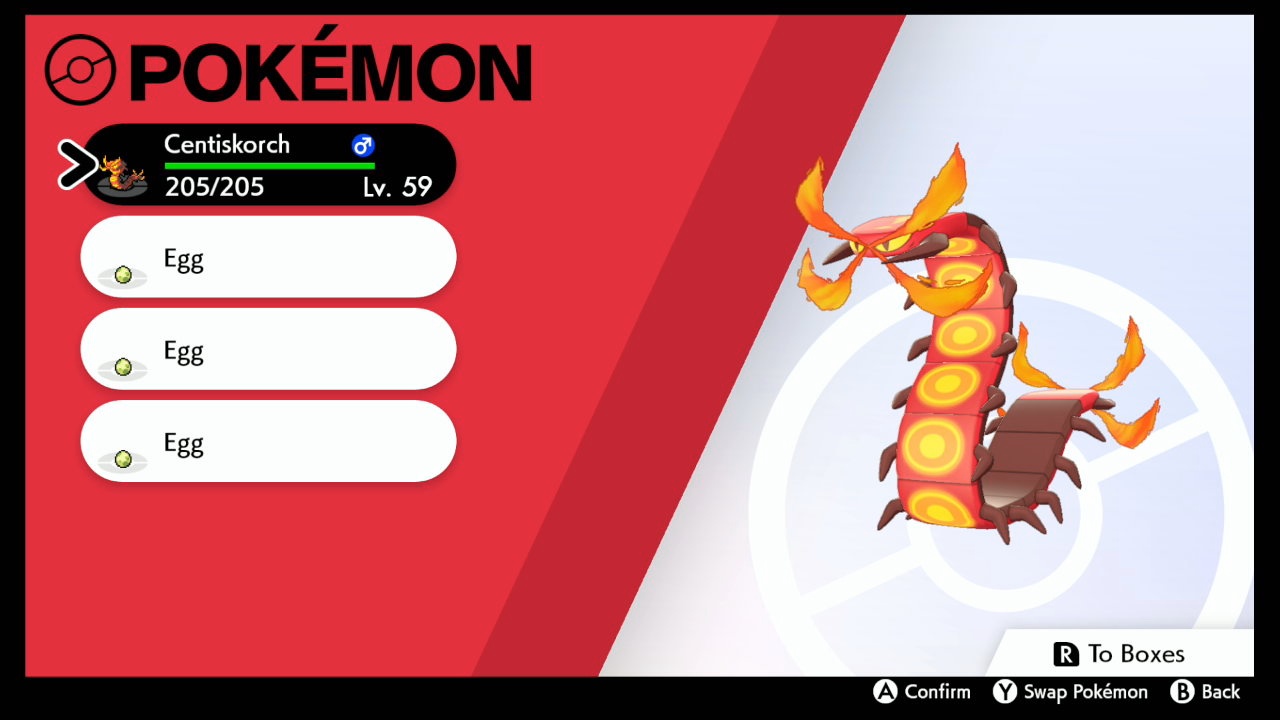 POKÉMON
Centiskorch ♂
205/205 Lv. 59
Egg
Egg
Egg
R To Boxes
A Confirm Y Swap Pokémon B Back